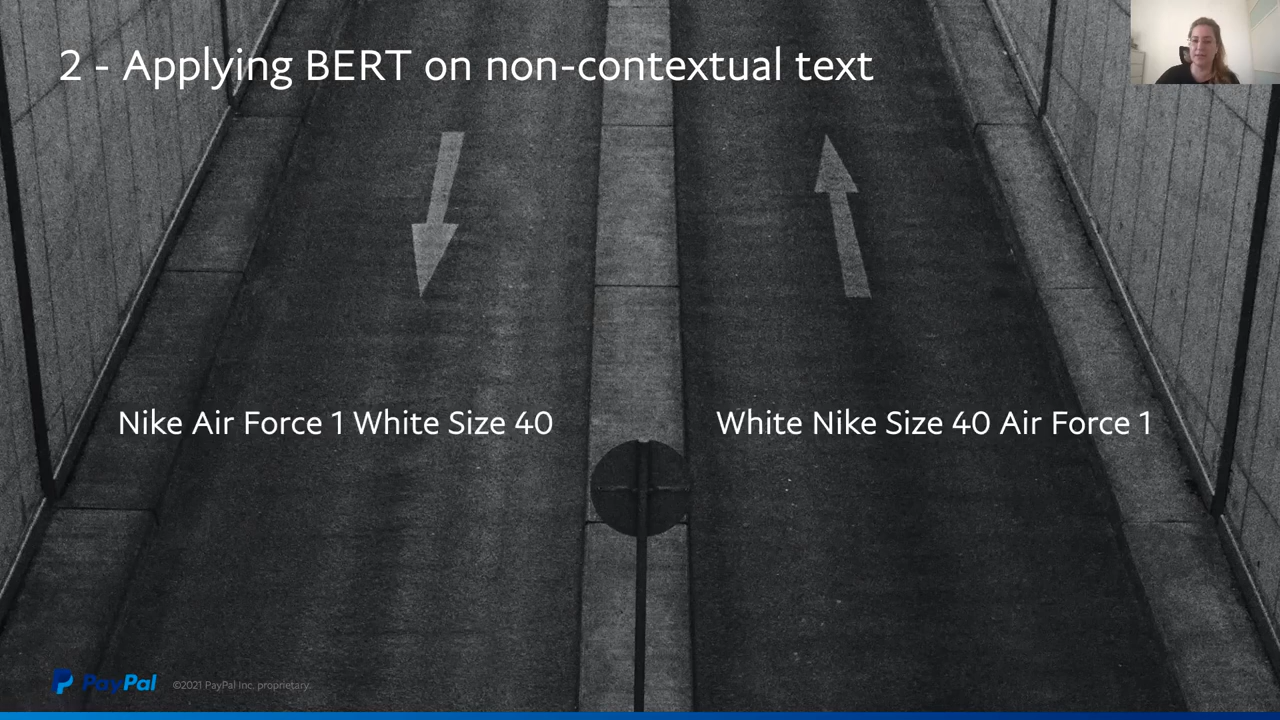 2 - Applying BERT on non-contextual text
Nike Air Force 1 White Size 40
White Nike Size 40 Air Force 1
PayPal ©2021 PayPal Inc. proprietary.